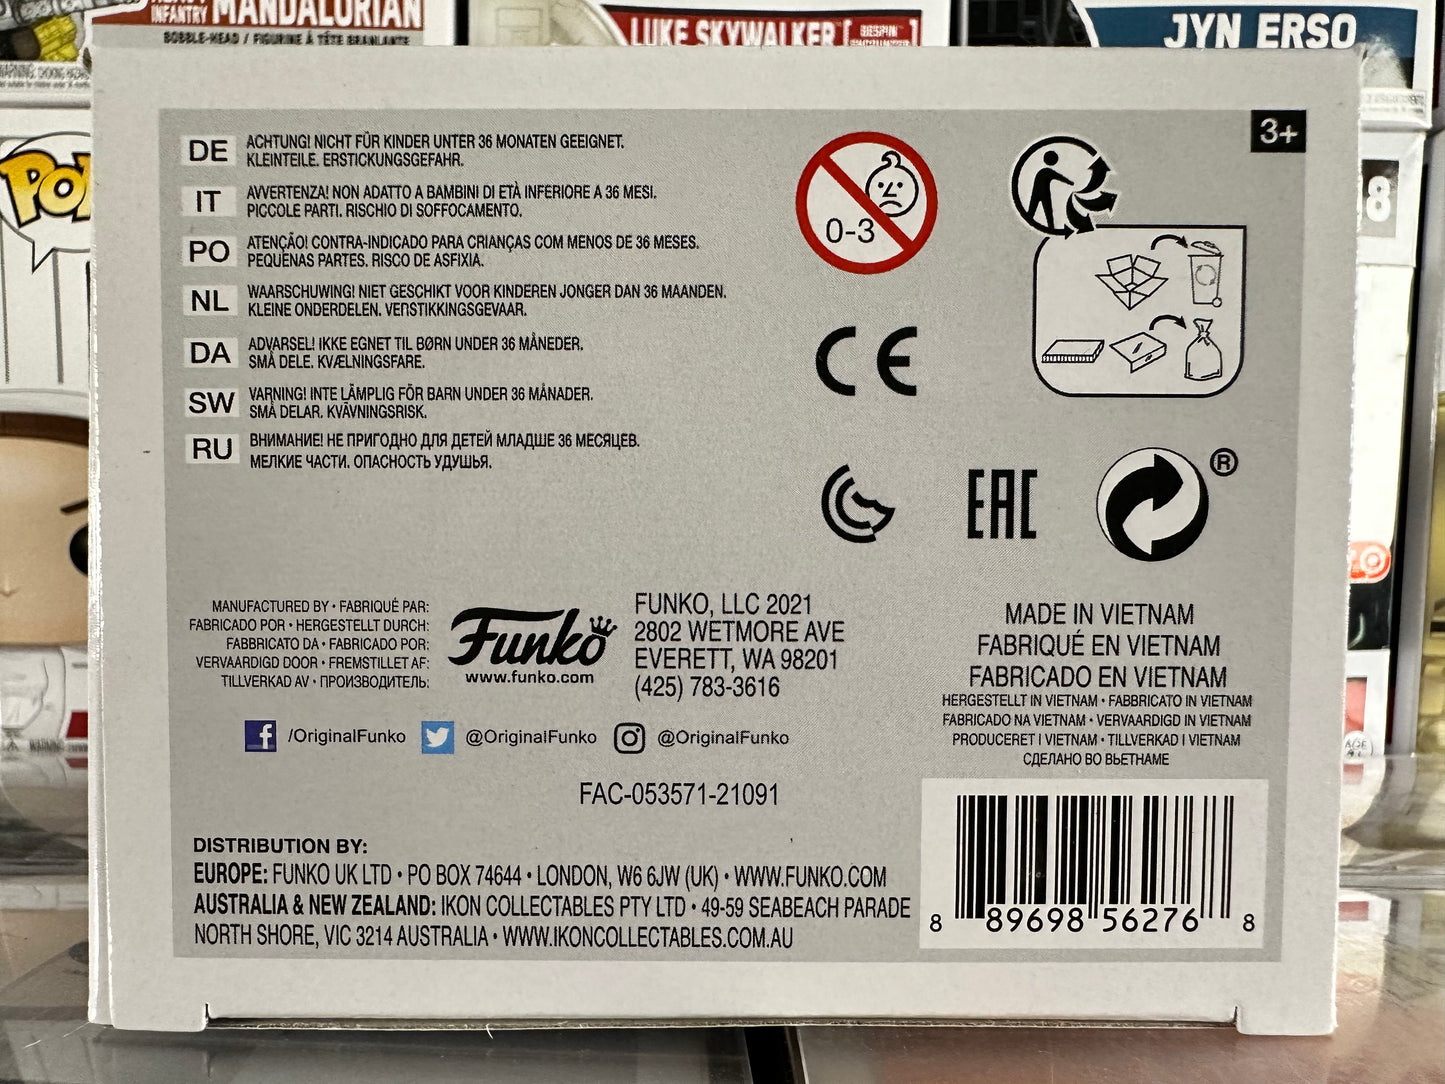 INFANTRY MANDALORIAN
BOBBLE-HEAD / FIGURINE À TÊTE BRANLANTE
LUKE SKYWALKER [BESPIN
JYN ERSO
3+
DE ACHTUNG! NICHT FÜR KINDER UNTER 36 MONATEN GEEIGNET.
KLEINTEILE. ERSTICKUNGSGEFAHR.
IT AVVERTENZA! NON ADATTO A BAMBINI DI ETÀ INFERIORE A 36 MESI.
PICCOLE PARTI. RISCHIO DI SOFFOCAMENTO.
PO ATENÇÃO! CONTRA-INDICADO PARA CRIANÇAS COM MENOS DE 36 MESES.
PEQUENAS PARTES. RISCO DE ASFIXIA.
NL WAARSCHUWING! NIET GESCHIKT VOOR KINDEREN JONGER DAN 36 MAANDEN.
KLEINE ONDERDELEN. VERSTIKKINGSGEVAAR.
DA ADVARSEL! IKKE EGNET TIL BØRN UNDER 36 MÅNEDER.
SMÅ DELE. KVÆLNINGSFARE.
SW VARNING! INTE LÄMPLIG FÖR BARN UNDER 36 MÅNADER.
SMÅ DELAR. KVÄVNINGSRISK.
RU ВНИМАНИЕ! НЕ ПРИГОДНО ДЛЯ ДЕТЕЙ МЛАДШЕ 36 МЕСЯЦЕВ.
МЕЛКИЕ ЧАСТИ. ОПАСНОСТЬ УДУШЬЯ.
0-3
CE
EAC
®
MANUFACTURED BY • FABRIQUÉ PAR:
FABRICADO POR • HERGESTELLT DURCH:
FABBRICATO DA • FABRICADO POR:
VERVAARDIGD DOOR • FREMSTILLET AF:
TILLVERKAD AV • ПРОИЗВОДИТЕЛЬ:
Funko
www.funko.com
FUNKO, LLC 2021
2802 WETMORE AVE
EVERETT, WA 98201
(425) 783-3616
MADE IN VIETNAM
FABRIQUÉ EN VIETNAM
FABRICADO EN VIETNAM
HERGESTELLT IN VIETNAM • FABBRICATO IN VIETNAM
FABRICADO NA VIETNAM • VERVAARDIGD IN VIETNAM
PRODUCERET I VIETNAM • TILLVERKAD I VIETNAM
СДЕЛАНО ВО ВЬЕТНАМЕ
/OriginalFunko @OriginalFunko @OriginalFunko
FAC-053571-21091
DISTRIBUTION BY:
EUROPE: FUNKO UK LTD • PO BOX 74644 • LONDON, W6 6JW (UK) • WWW.FUNKO.COM
AUSTRALIA & NEW ZEALAND: IKON COLLECTABLES PTY LTD • 49-59 SEABEACH PARADE
NORTH SHORE, VIC 3214 AUSTRALIA • WWW.IKONCOLLECTABLES.COM.AU
8 89698 56276 8